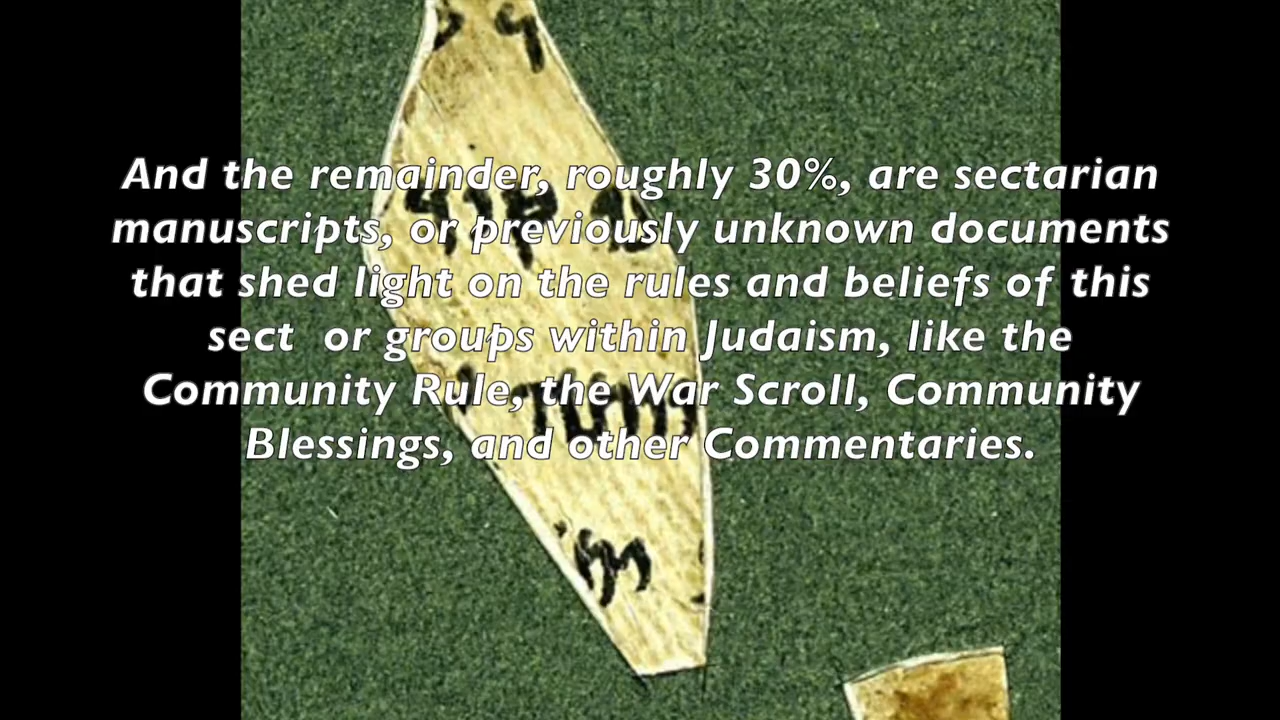 And the remainder, roughly 30%, are sectarian
manuscripts, or previously unknown documents
that shed light on the rules and beliefs of this
sect  or groups within Judaism, like the
Community Rule, the War Scroll, Community
Blessings, and other Commentaries.